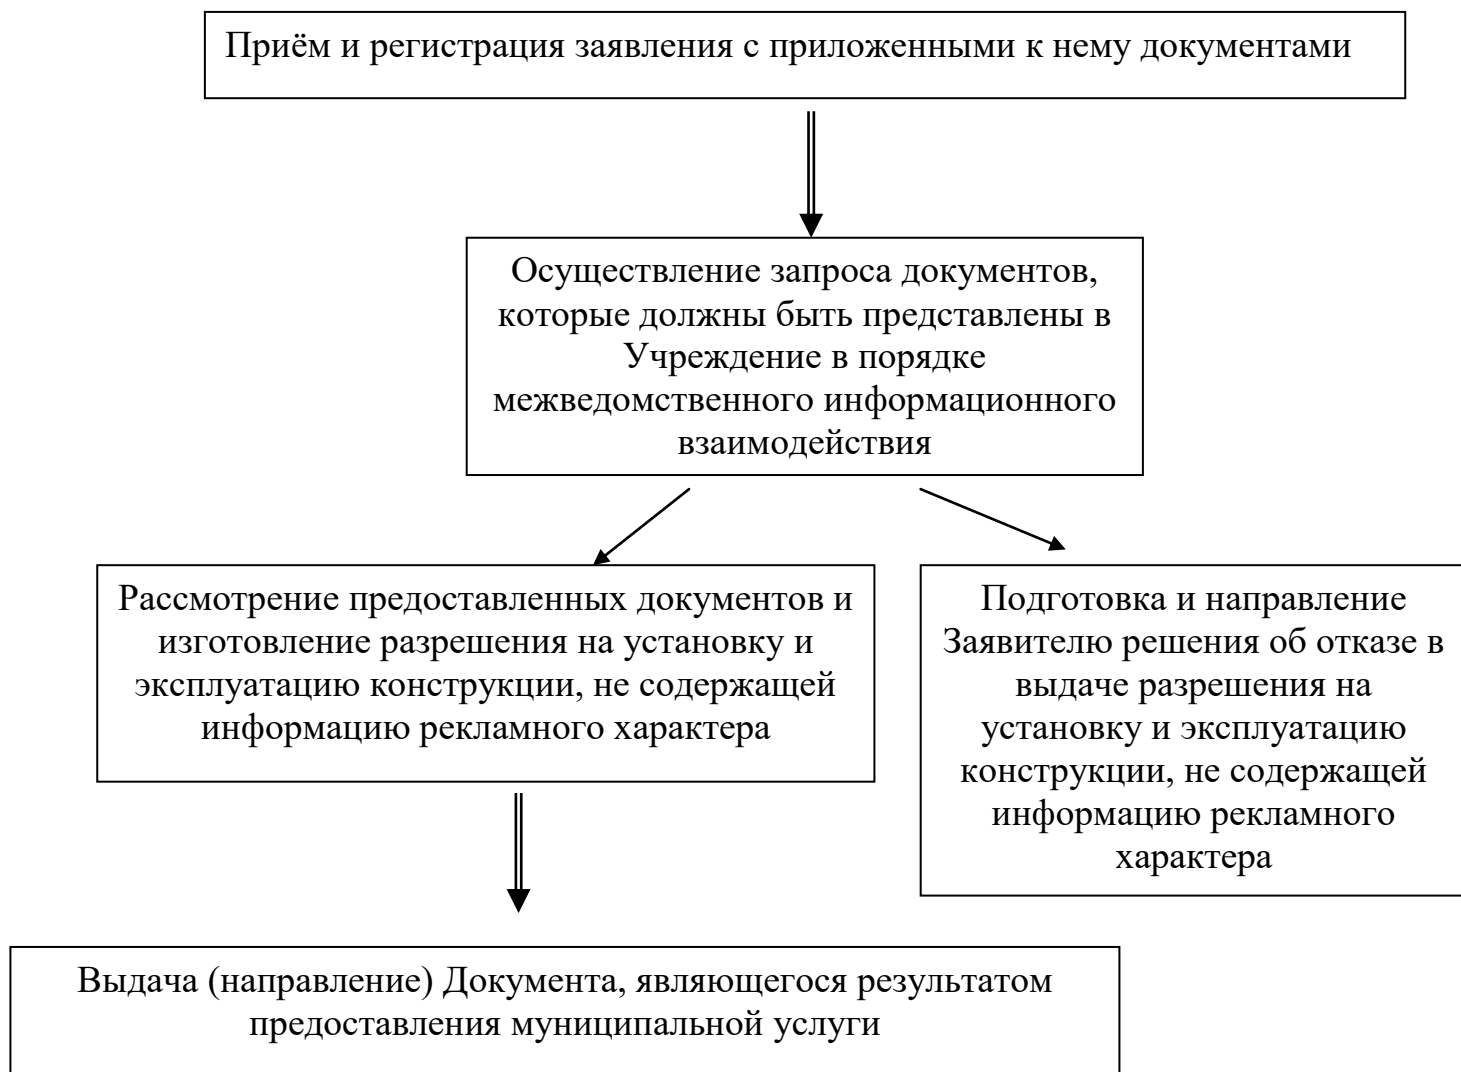 Приём и регистрация заявления с приложенными к нему документами
Осуществление запроса документов,
которые должны быть представлены в
Учреждение в порядке
межведомственного информационного
взаимодействия
Рассмотрение предоставленных документов и
изготовление разрешения на установку и
эксплуатацию конструкции, не содержащей
информацию рекламного характера
Подготовка и направление
Заявителю решения об отказе в
выдаче разрешения на
установку и эксплуатацию
конструкции, не содержащей
информацию рекламного
характера
Выдача (направление) Документа, являющегося результатом
предоставления муниципальной услуги